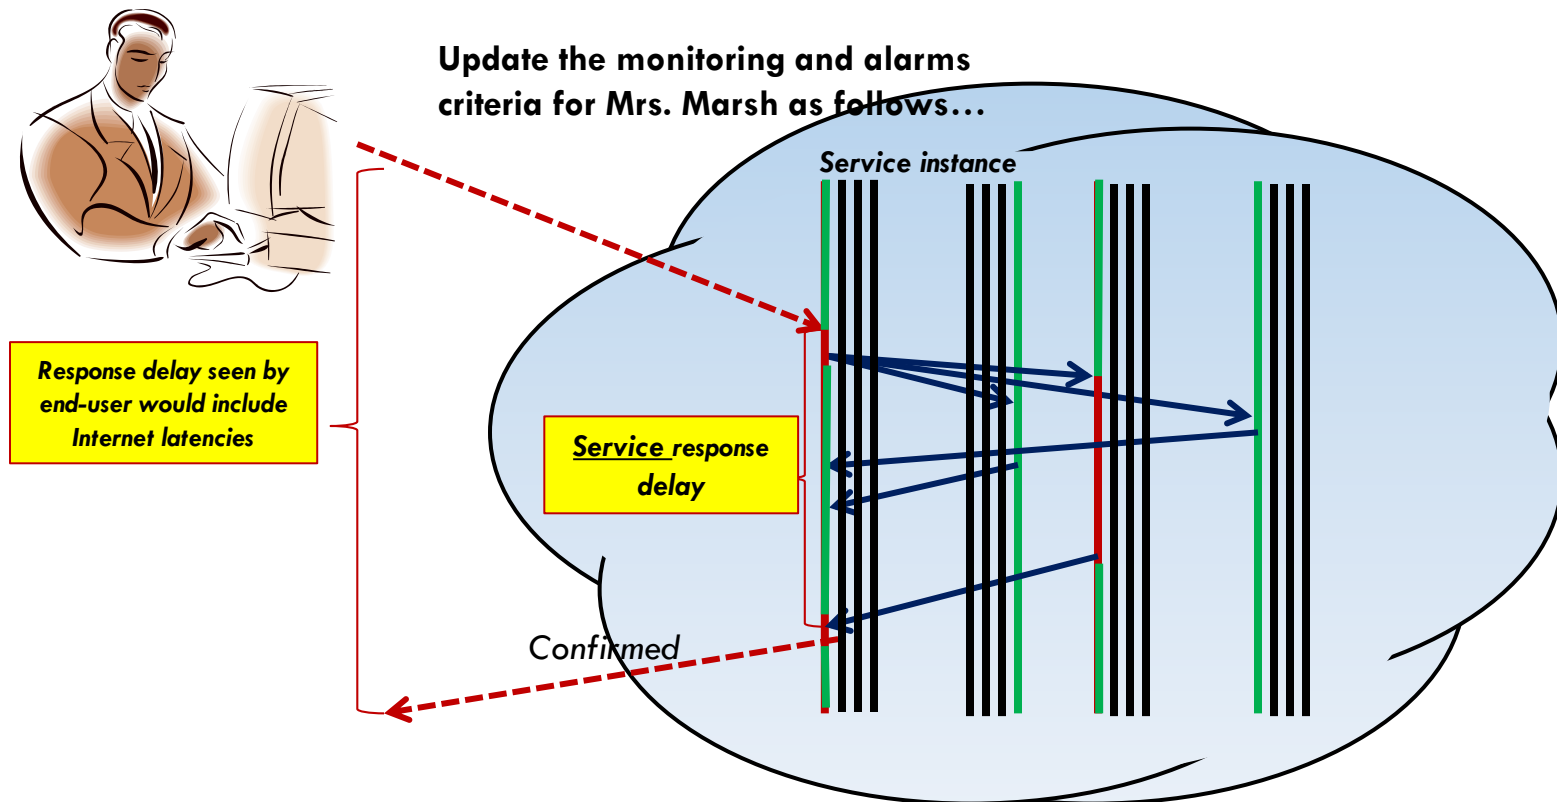 Update the monitoring and alarms
criteria for Mrs. Marsh as follows…
Service instance
Response delay seen by
end-user would include
Internet latencies
Service response
delay
Confirmed